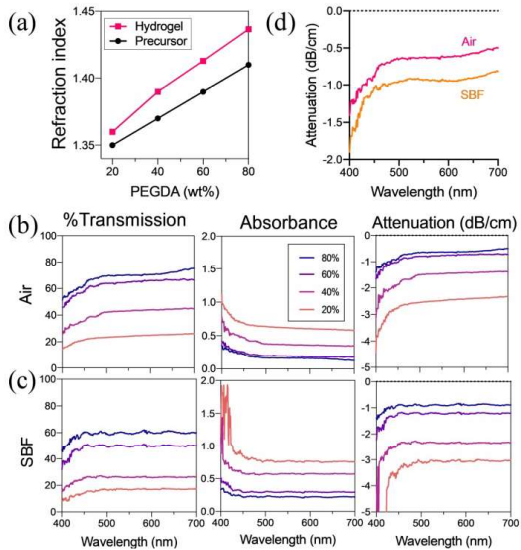 (a)
Hydrogel
Precursor
Refraction index
1.45
1.40
1.35
20 40 60 80
PEGDA (wt%)
(d)
Attenuation (dB/cm)
0.0
-0.5
-1.0
-1.5
-2.0
Air
SBF
400 500 600 700
Wavelength (nm)
(b)
%Transmission
Absorbance
Attenuation (dB/cm)
Air
100
80
60
40
20
0
2.0
1.5
1.0
0.5
0.0
80%
60%
40%
20%
0
-1
-2
-3
-4
-5
(c)
SBF
100
80
60
40
20
0
400 500 600 700
Wavelength (nm)
2.0
1.5
1.0
0.5
0.0
400 500 600 700
Wavelength (nm)
0
-1
-2
-3
-4
-5
400 500 600 700
Wavelength (nm)